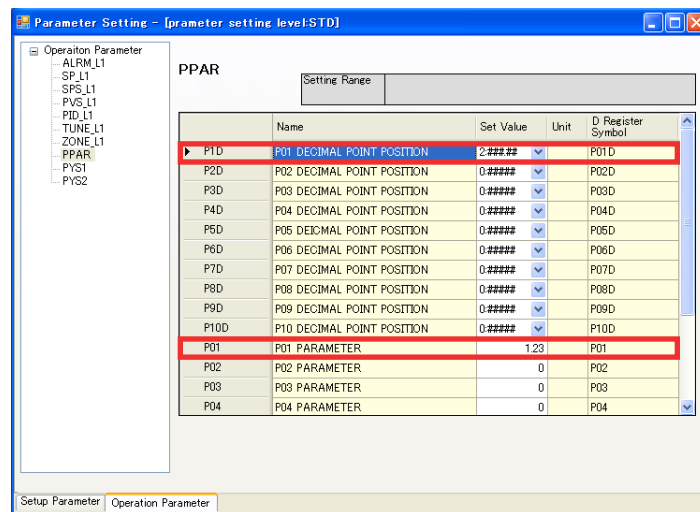 Parameter Setting - [prameter setting level:STD]
Operaiton Parameter
ALRM_L1
SP_L1
SPS_L1
PVS_L1
PID_L1
TUNE_L1
ZONE_L1
PPAR
PYS1
PYS2
PPAR
Setting Range
Name Set Value Unit D Register Symbol
P1D P01 DECIMAL POINT POSITION 2:###.## P01D
P2D P02 DECIMAL POINT POSITION 0:##### P02D
P3D P03 DECIMAL POINT POSITION 0:##### P03D
P4D P04 DECIMAL POINT POSITION 0:##### P04D
P5D P05 DEICMAL POINT POSITION 0:##### P05D
P6D P06 DECIMAL POINT POSITION 0:##### P06D
P7D P07 DECIMAL POINT POSITION 0:##### P07D
P8D P08 DECIMAL POINT POSITION 0:##### P08D
P9D P09 DECIMAL POINT POSITION 0:##### P09D
P10D P10 DECIMAL POINT POSITION 0:##### P10D
P01 P01 PARAMETER 1.23 P01
P02 P02 PARAMETER 0 P02
P03 P03 PARAMETER 0 P03
P04 P04 PARAMETER 0 P04
Setup Parameter Operation Parameter